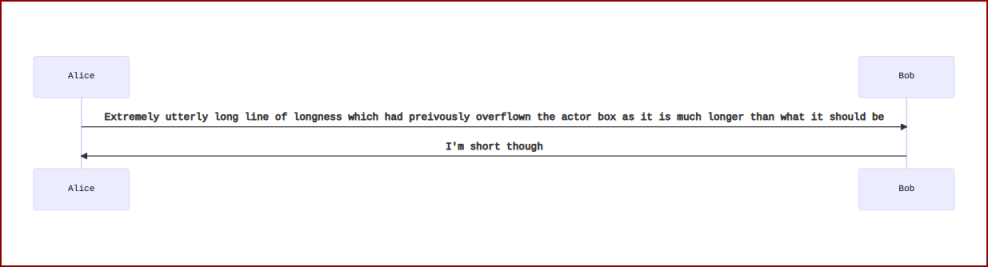 Alice Bob
Extremely utterly long line of longness which had preivously overflown the actor box as it is much longer than what it should be
I'm short though
Alice Bob